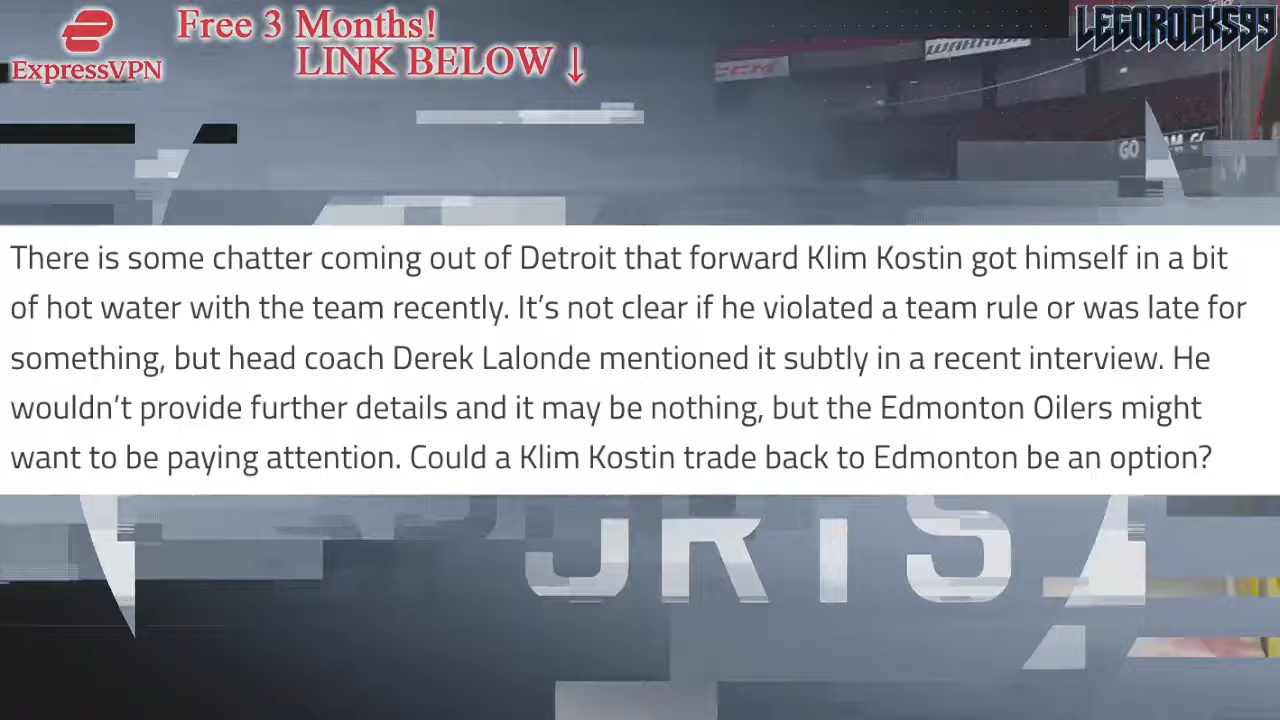 Free 3 Months!
LINK BELOW ↓
ExpressVPN
LEGOROCKS99
WARRIOR
CCM
GO
There is some chatter coming out of Detroit that forward Klim Kostin got himself in a bit
of hot water with the team recently. It’s not clear if he violated a team rule or was late for
something, but head coach Derek Lalonde mentioned it subtly in a recent interview. He
wouldn’t provide further details and it may be nothing, but the Edmonton Oilers might
want to be paying attention. Could a Klim Kostin trade back to Edmonton be an option?